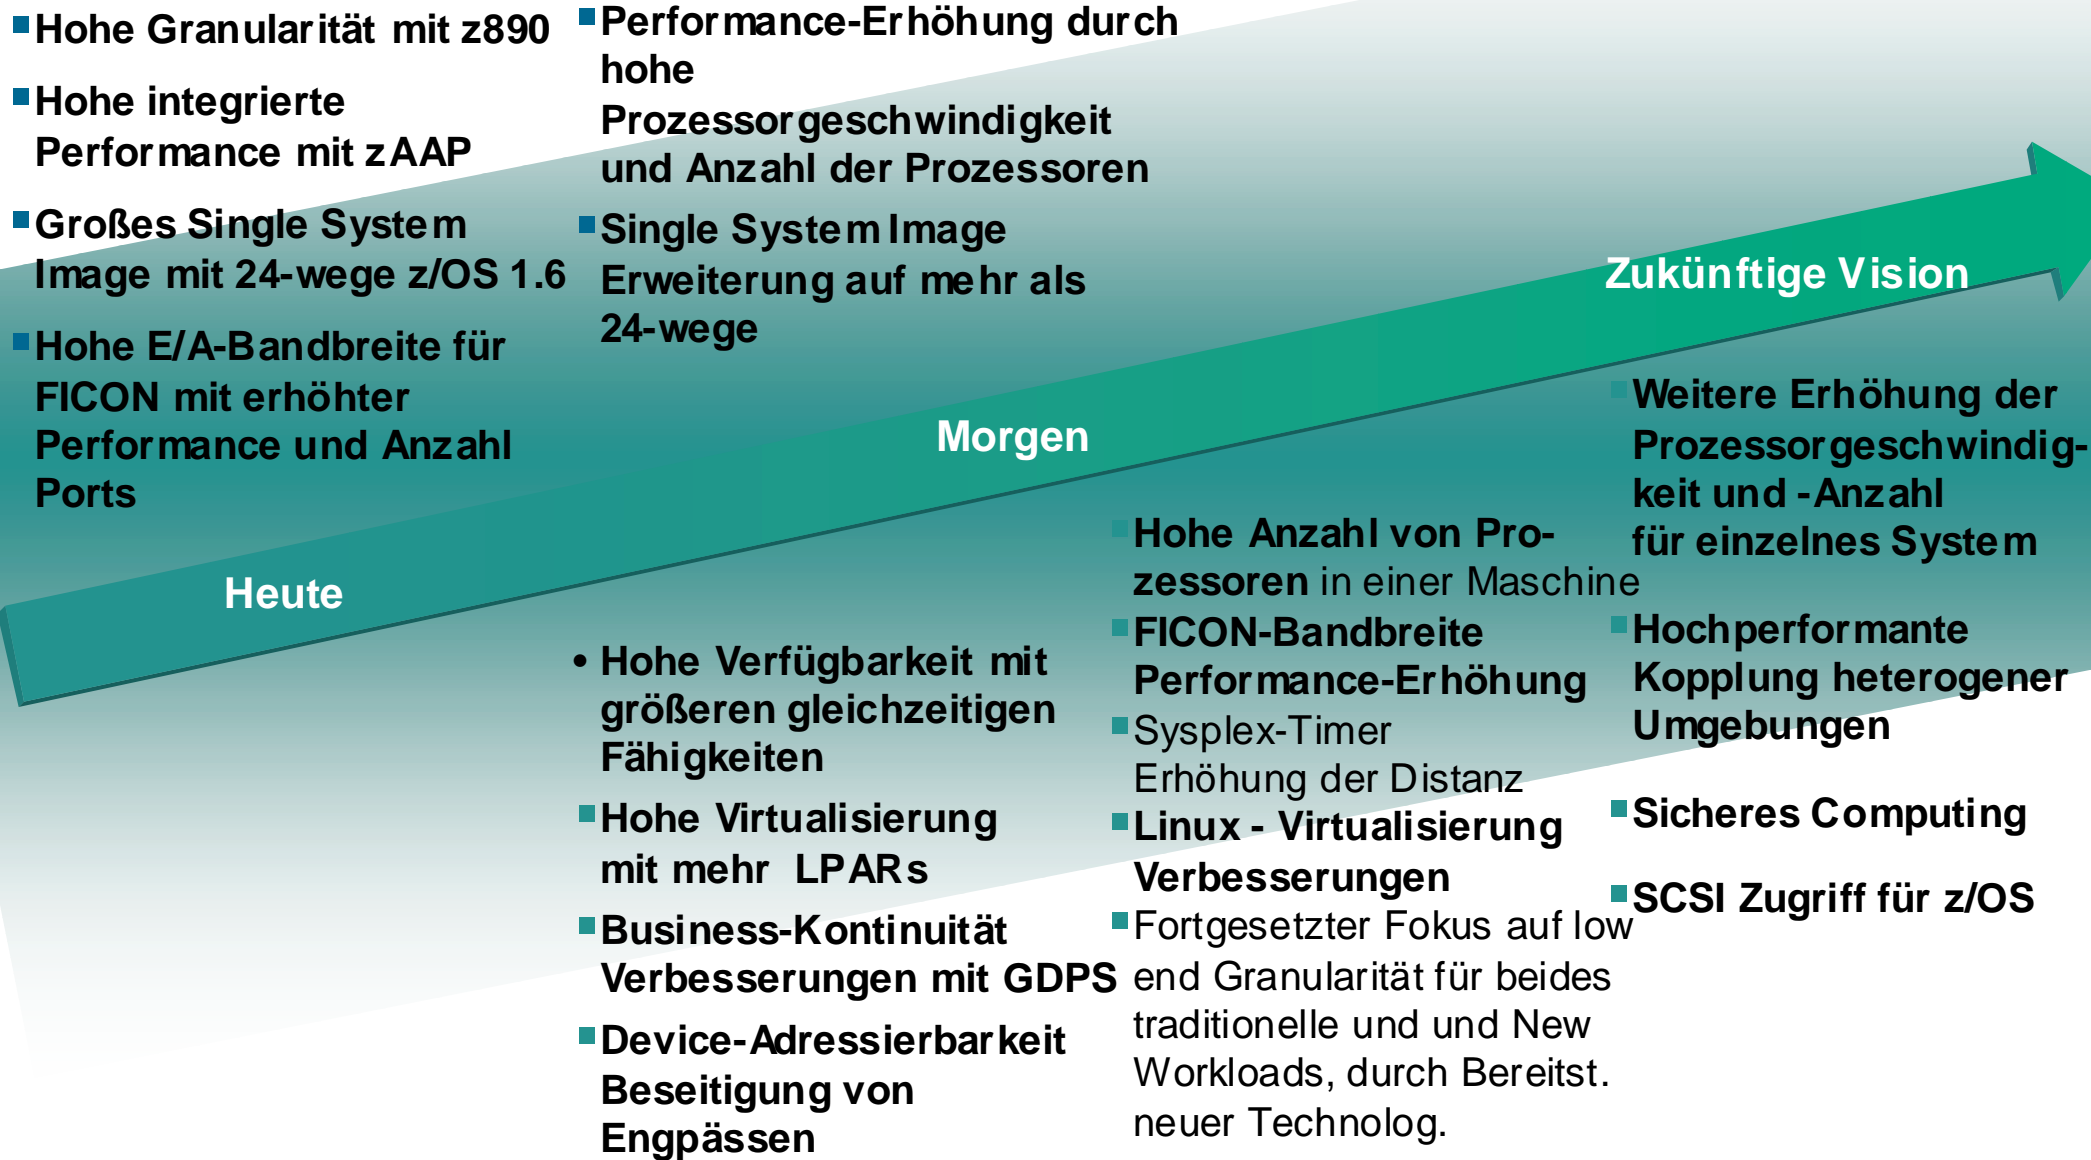 Hohe Granularität mit z890
Hohe integrierte
Performance mit zAAP
Großes Single System
Image mit 24-wege z/OS 1.6
Hohe E/A-Bandbreite für
FICON mit erhöhter
Performance und Anzahl
Ports
Performance-Erhöhung durch
hohe
Prozessorgeschwindigkeit
und Anzahl der Prozessoren
Single System Image
Erweiterung auf mehr als
24-wege
Heute
Morgen
Zukünftige Vision
• Hohe Verfügbarkeit mit
größeren gleichzeitigen
Fähigkeiten
Hohe Virtualisierung
mit mehr LPARs
Business-Kontinuität
Verbesserungen mit GDPS
Device-Adressierbarkeit
Beseitigung von
Engpässen
Hohe Anzahl von Pro-
zessoren in einer Maschine
FICON-Bandbreite
Performance-Erhöhung
Sysplex-Timer
Erhöhung der Distanz
Linux - Virtualisierung
Verbesserungen
Fortgesetzter Fokus auf low
end Granularität für beides
traditionelle und und New
Workloads, durch Bereitst.
neuer Technolog.
Weitere Erhöhung der
Prozessorgeschwindig-
keit und -Anzahl
für einzelnes System
Hochperformante
Kopplung heterogener
Umgebungen
Sicheres Computing
SCSI Zugriff für z/OS